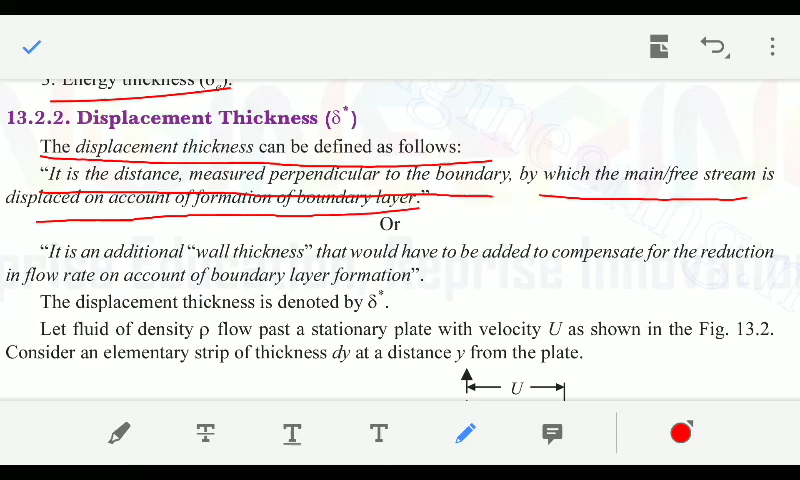 3. Energy thickness (δe).
13.2.2. Displacement Thickness (δ*)
The displacement thickness can be defined as follows:
“It is the distance, measured perpendicular to the boundary, by which the main/free stream is
displaced on account of formation of boundary layer.”
Or
“It is an additional “wall thickness” that would have to be added to compensate for the reduction
in flow rate on account of boundary layer formation”.
The displacement thickness is denoted by δ*.
Let fluid of density ρ flow past a stationary plate with velocity U as shown in the Fig. 13.2.
Consider an elementary strip of thickness dy at a distance y from the plate.
U